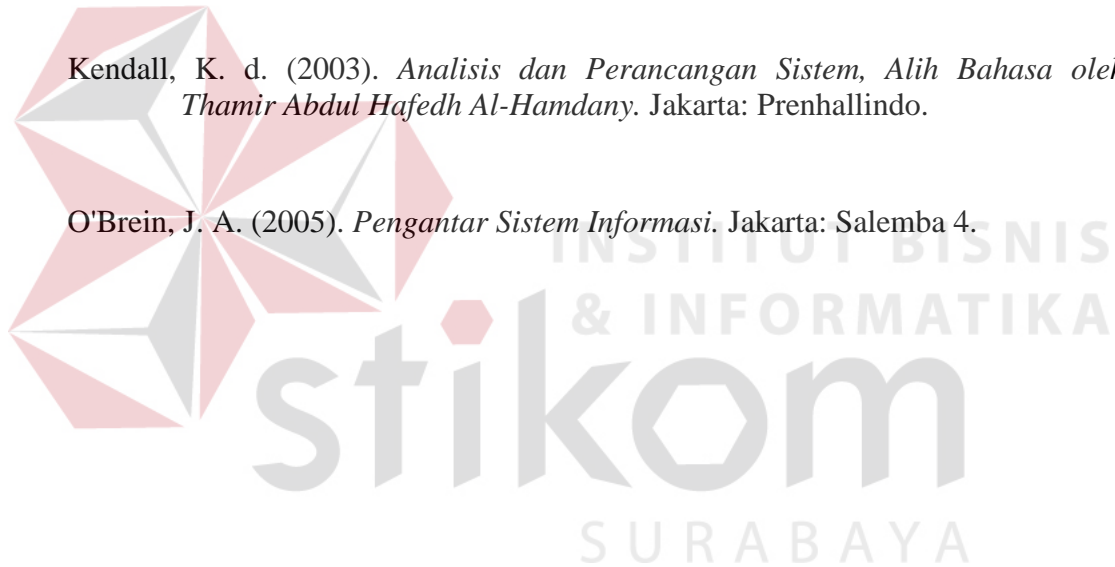 Kendall, K. d. (2003). Analisis dan Perancangan Sistem, Alih Bahasa oleh
Thamir Abdul Hafedh Al-Hamdany. Jakarta: Prenhallindo.
O'Brein, J. A. (2005). Pengantar Sistem Informasi. Jakarta: Salemba 4.
INSTITUT BISNIS
& INFORMATIKA
stikom
SURABAYA